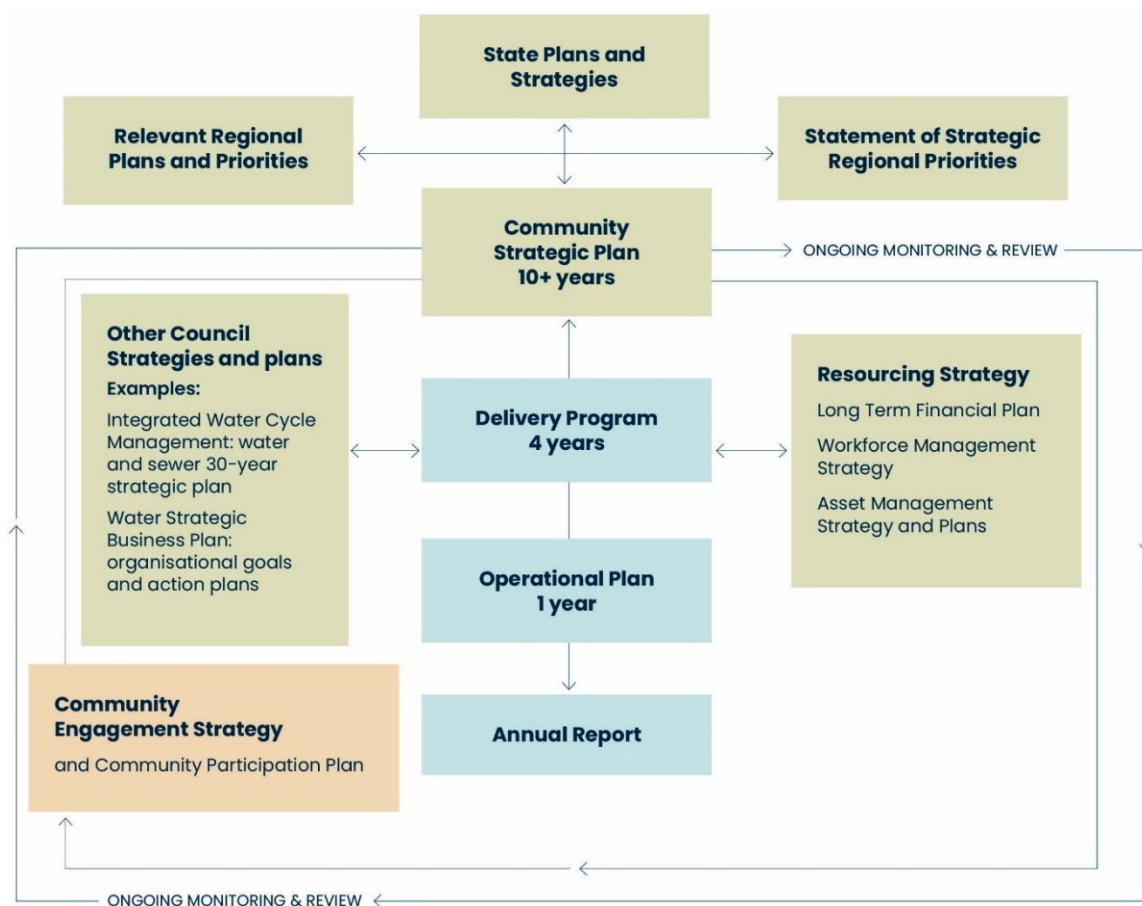 State Plans and
Strategies
Relevant Regional
Plans and Priorities
Statement of Strategic
Regional Priorities
Community
Strategic Plan
10+ years
ONGOING MONITORING & REVIEW
Other Council
Strategies and plans
Examples:
Integrated Water Cycle
Management: water
and sewer 30-year
strategic plan
Water Strategic
Business Plan:
organisational goals
and action plans
Delivery Program
4 years
Resourcing Strategy
Long Term Financial Plan
Workforce Management
Strategy
Asset Management
Strategy and Plans
Operational Plan
1 year
Community
Engagement Strategy
and Community Participation Plan
Annual Report
ONGOING MONITORING & REVIEW